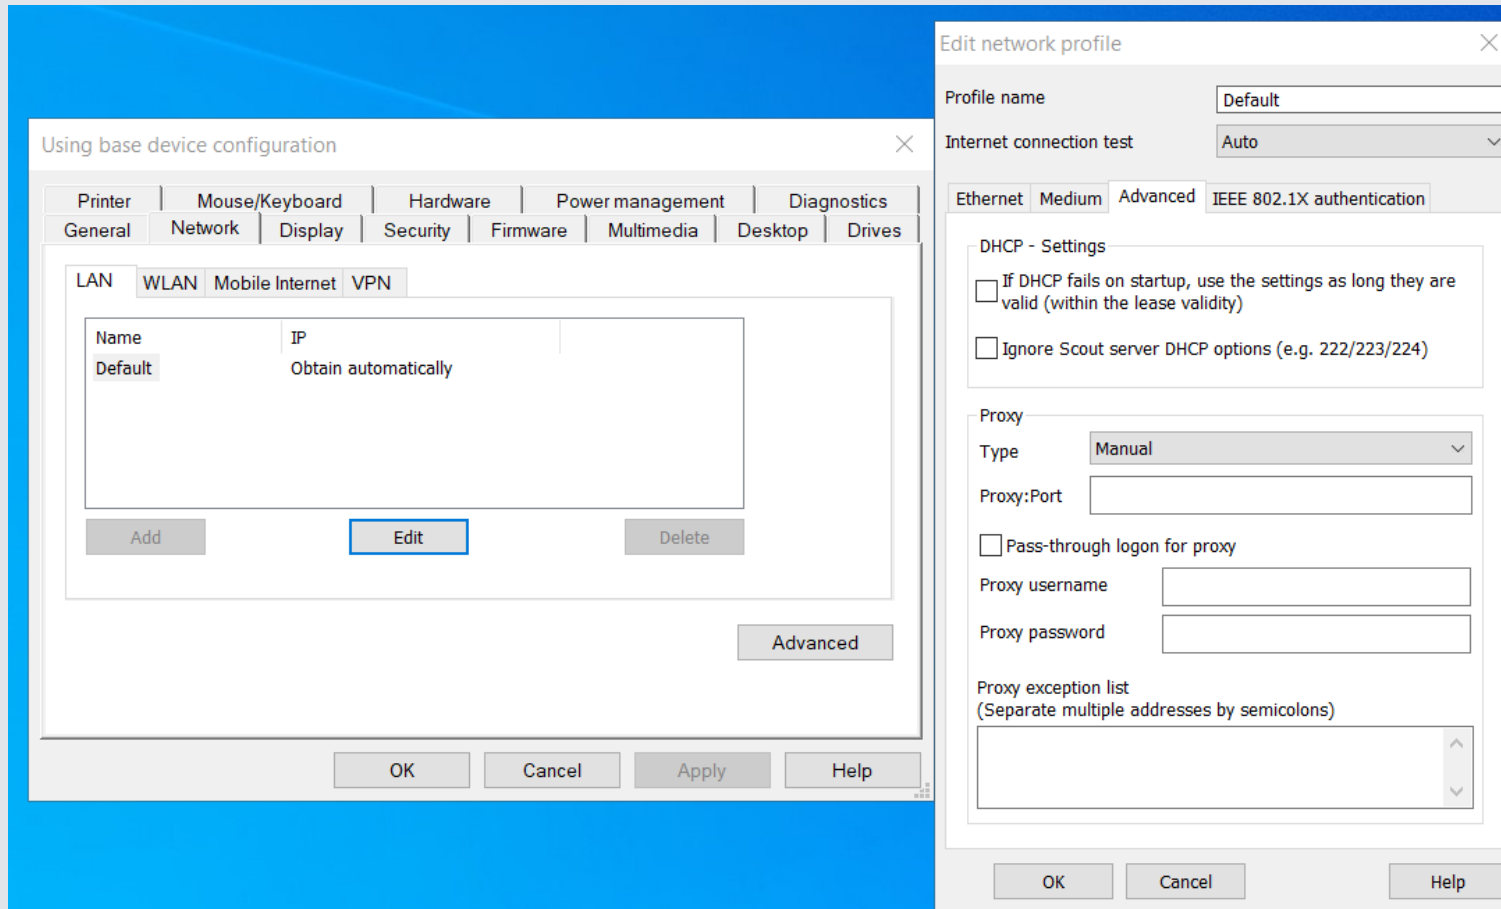 Using base device configuration
Printer Mouse/Keyboard Hardware Power management Diagnostics
General Network Display Security Firmware Multimedia Desktop Drives
LAN WLAN Mobile Internet VPN
Name IP
Default Obtain automatically
Add Edit Delete
Advanced
OK Cancel Apply Help
Edit network profile
Profile name Default
Internet connection test Auto
Ethernet Medium Advanced IEEE 802.1X authentication
DHCP - Settings
If DHCP fails on startup, use the settings as long they are
valid (within the lease validity)
Ignore Scout server DHCP options (e.g. 222/223/224)
Proxy
Type Manual
Proxy:Port
Pass-through logon for proxy
Proxy username
Proxy password
Proxy exception list
(Separate multiple addresses by semicolons)
OK Cancel Help